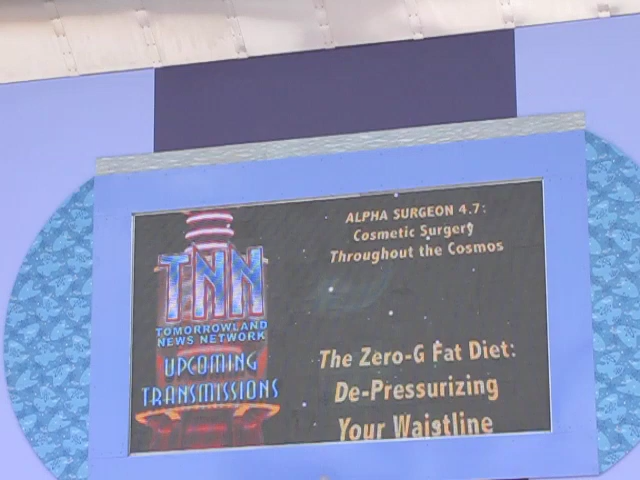 TNN
TOMORROWLAND
NEWS NETWORK
UPCOMING
TRANSMISSIONS
ALPHA SURGEON 4.7:
Cosmetic Surgery
Throughout the Cosmos
The Zero-G Fat Diet:
De-Pressurizing
Your Waistline